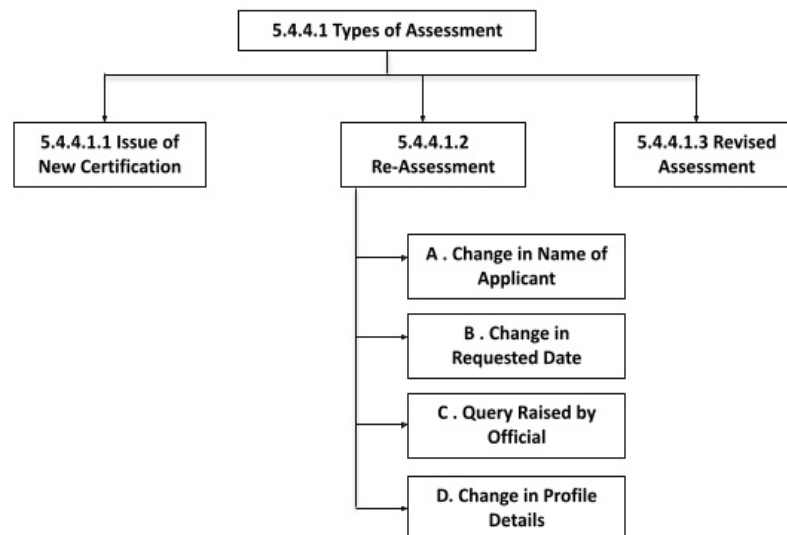 5.4.4.1 Types of Assessment
5.4.4.1.1 Issue of
New Certification
5.4.4.1.2
Re-Assessment
5.4.4.1.3 Revised
Assessment
A . Change in Name of
Applicant
B . Change in
Requested Date
C . Query Raised by
Official
D. Change in Profile
Details